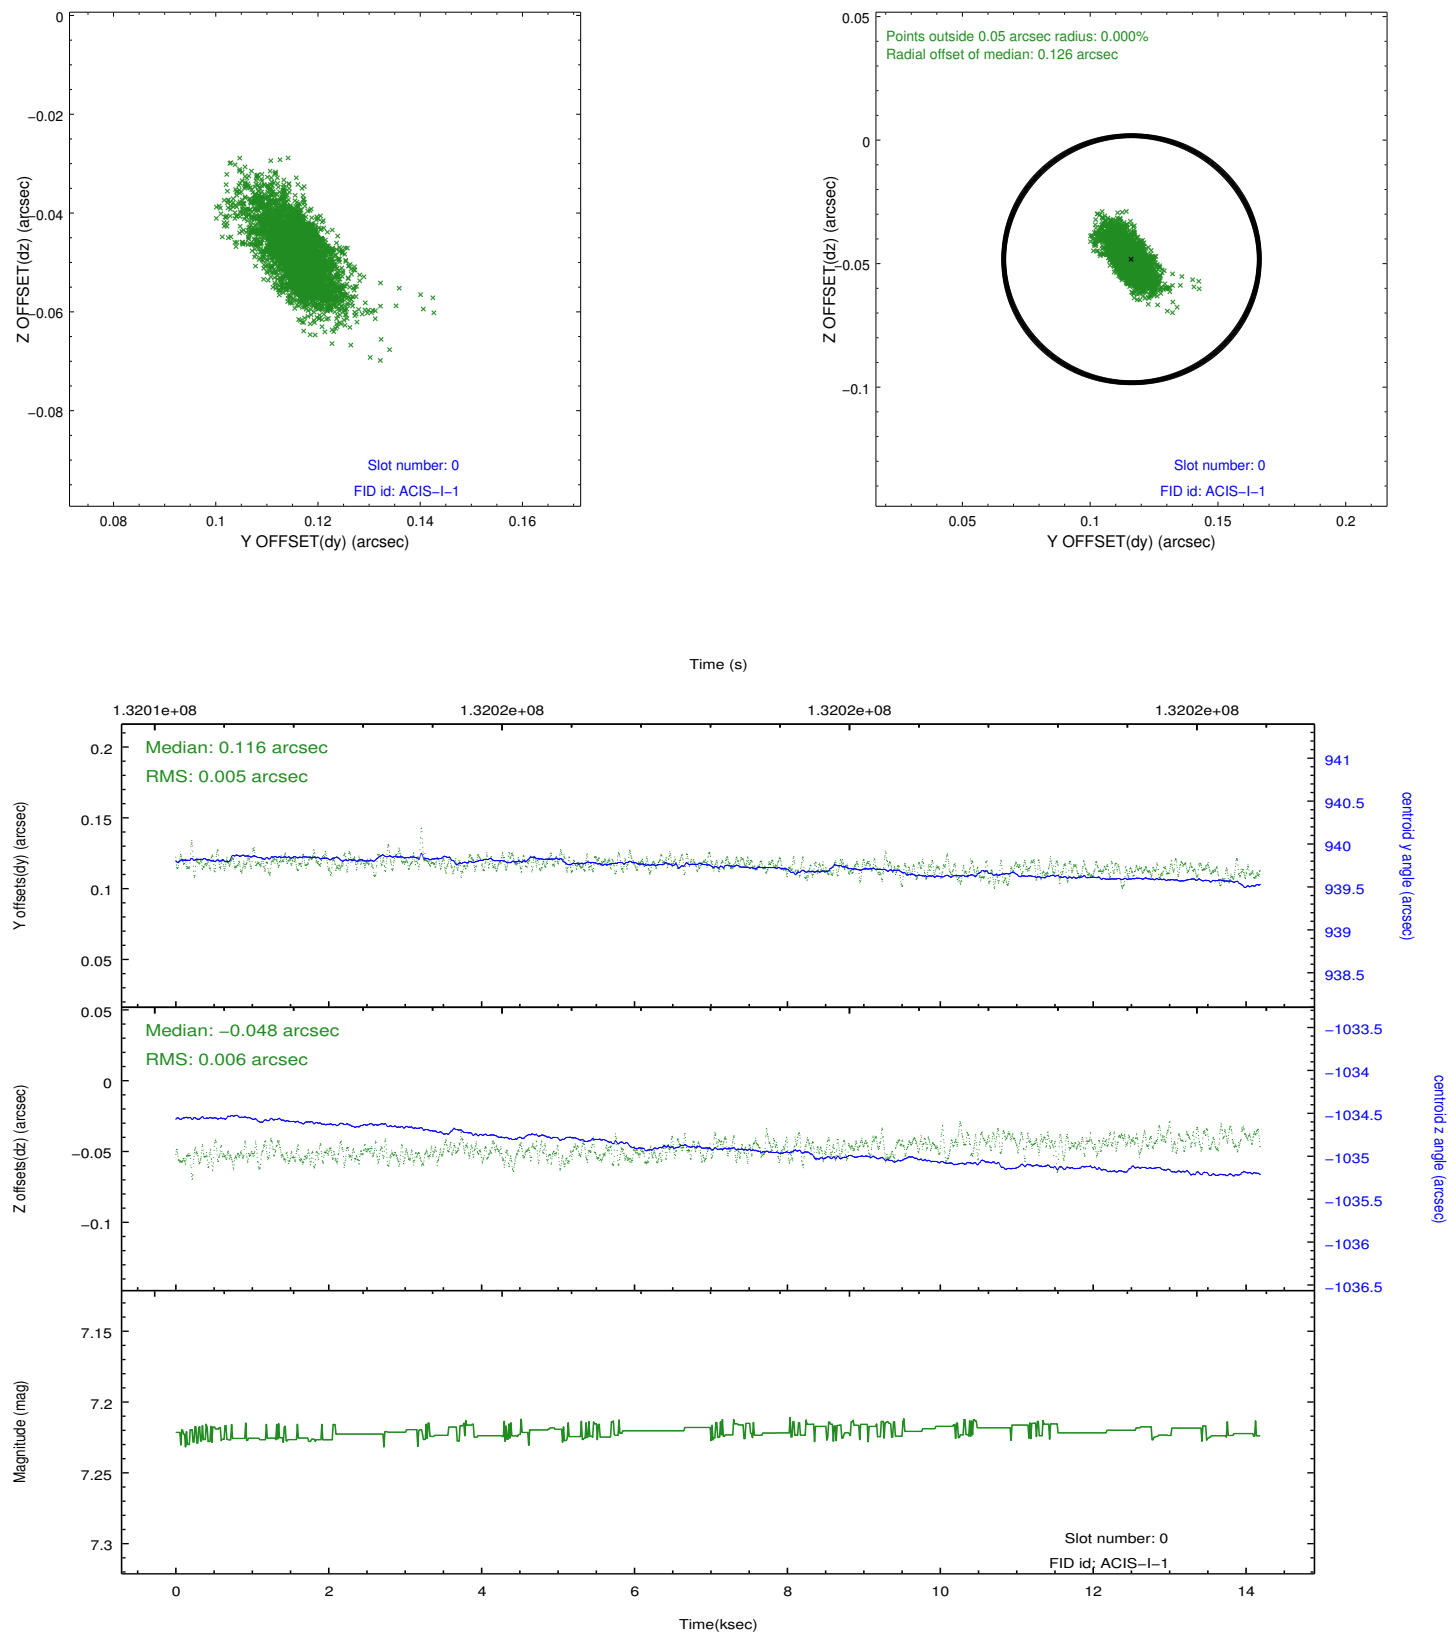 0
−0.02
−0.04
−0.06
−0.08
Z OFFSET(dz) (arcsec)
Slot number: 0
FID id: ACIS−I−1
0.08
0.1
0.12
0.14
0.16
Y OFFSET(dy) (arcsec)
0.05
0
−0.05
−0.1
Z OFFSET(dz) (arcsec)
Points outside 0.05 arcsec radius: 0.000%
Radial offset of median: 0.126 arcsec
Slot number: 0
FID id: ACIS−I−1
0.05
0.1
0.15
0.2
Y OFFSET(dy) (arcsec)
Time (s)
1.3201e+08
1.3202e+08
1.3202e+08
1.3202e+08
Y offsets(dy) (arcsec)
0.2
0.15
0.1
0.05
Median: 0.116 arcsec
RMS: 0.005 arcsec
941
940.5
940
939.5
939
938.5
centroid y angle (arcsec)
Z offsets(dz) (arcsec)
0.05
0
−0.05
−0.1
Median: −0.048 arcsec
RMS: 0.006 arcsec
−1033.5
−1034
−1034.5
−1035
−1035.5
−1036
−1036.5
centroid z angle (arcsec)
Magnitude (mag)
7.15
7.2
7.25
7.3
Slot number: 0
FID id; ACIS−I−1
0
2
4
6
8
10
12
14
Time(ksec)